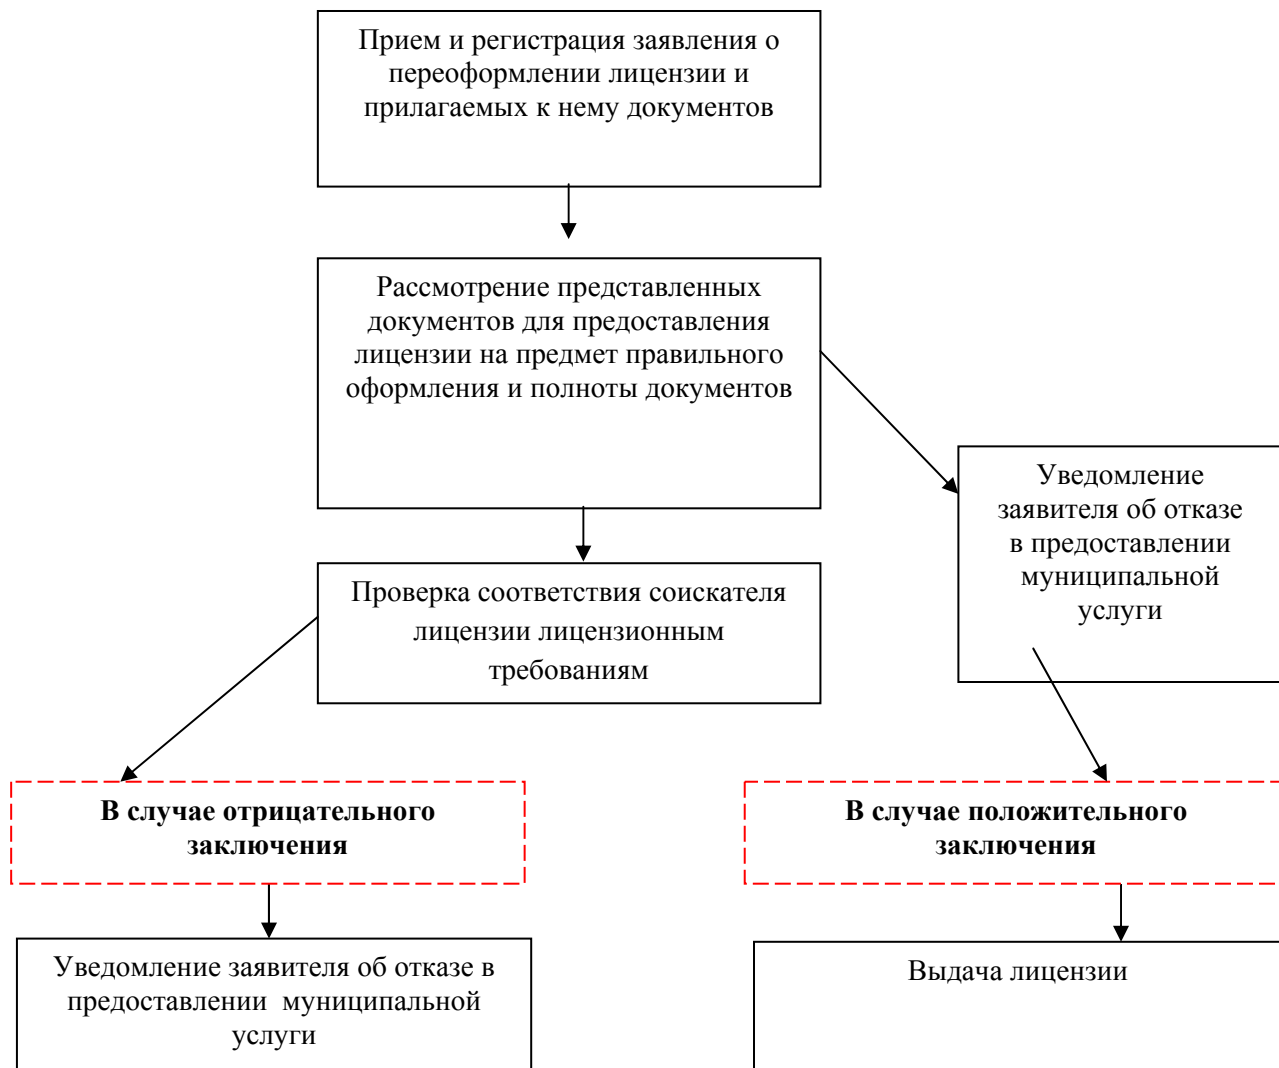 Прием и регистрация заявления о
переоформлении лицензии и
прилагаемых к нему документов
Рассмотрение представленных
документов для предоставления
лицензии на предмет правильного
оформления и полноты документов
Уведомление
заявителя об отказе
в предоставлении
муниципальной
услуги
Проверка соответствия соискателя
лицензии лицензионным
требованиям
В случае отрицательного
заключения
В случае положительного
заключения
Уведомление заявителя об отказе в
предоставлении муниципальной
услуги
Выдача лицензии